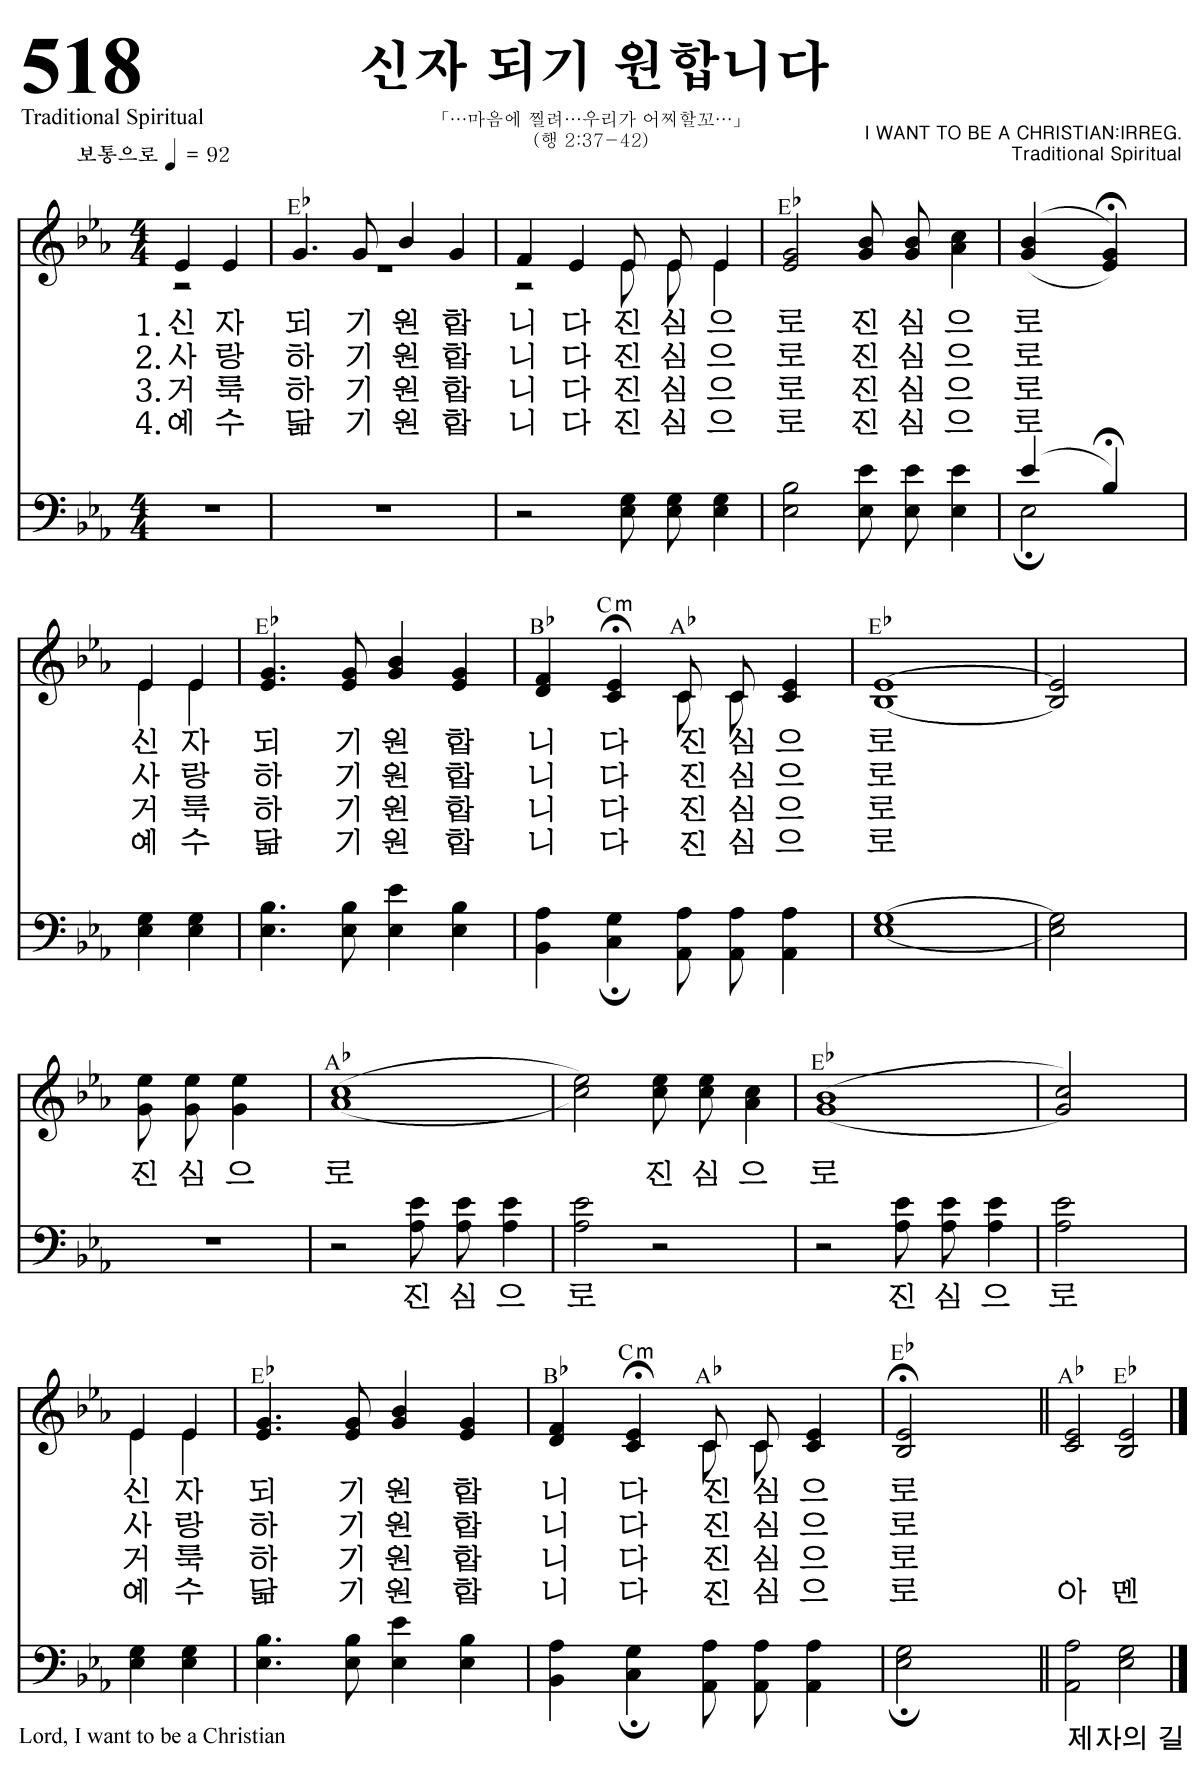 518
신자 되기 원합니다
Traditional Spiritual
「…마음에 찔려…우리가 어찌할꼬…」
(행 2:37-42)
I WANT TO BE A CHRISTIAN:IRREG.
Traditional Spiritual
보통으로 ♩ = 92
E♭ E♭
1.신 자 되 기 원 합 니 다 진 심 으 로 진 심 으 로
2.사 랑 하 기 원 합 니 다 진 심 으 로 진 심 으 로
3.거 룩 하 기 원 합 니 다 진 심 으 로 진 심 으 로
4.예 수 닮 기 원 합 니 다 진 심 으 로 진 심 으 로
E♭ B♭ Cm A♭ E♭
신 자 되 기 원 합 니 다 진 심 으 로
사 랑 하 기 원 합 니 다 진 심 으 로
거 룩 하 기 원 합 니 다 진 심 으 로
예 수 닮 기 원 합 니 다 진 심 으 로
A♭ E♭
진 심 으 로 진 심 으 로
진 심 으 로 진 심 으 로
E♭ B♭ Cm A♭ E♭ A♭ E♭
신 자 되 기 원 합 니 다 진 심 으 로
사 랑 하 기 원 합 니 다 진 심 으 로
거 룩 하 기 원 합 니 다 진 심 으 로
예 수 닮 기 원 합 니 다 진 심 으 로 아 멘
Lord, I want to be a Christian
제자의 길